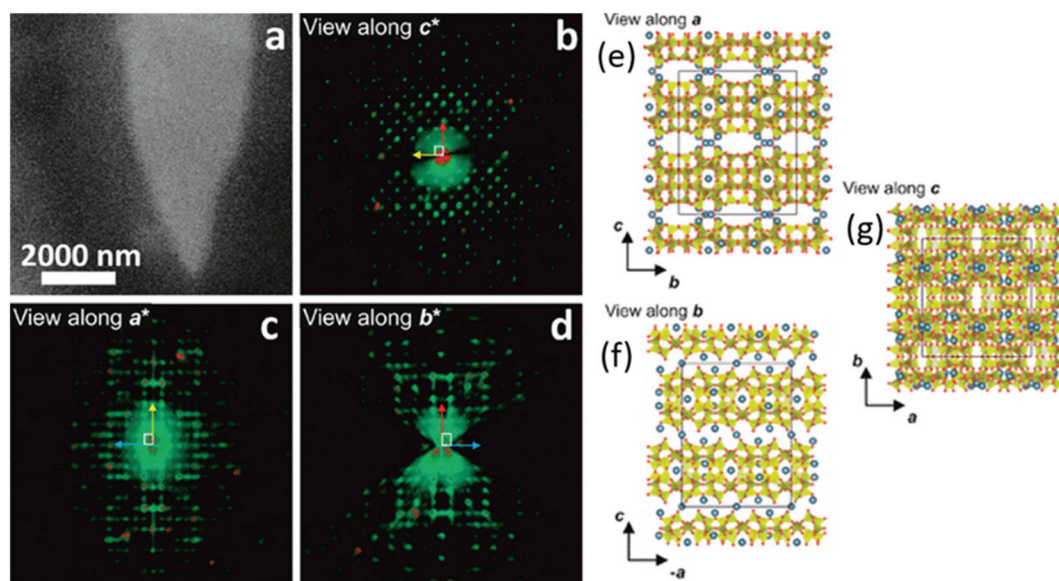 a
2000 nm
View along c*
b
View along a*
c
View along b*
d
View along a
(e)
c
b
View along b
(f)
c
-a
View along c
(g)
b
a